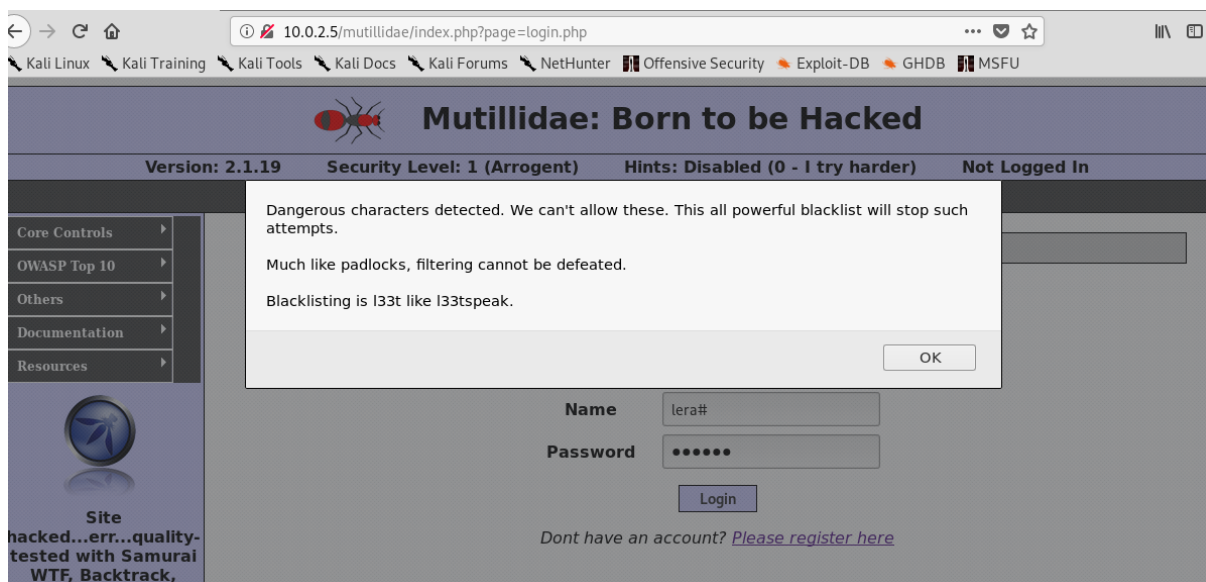 10.0.2.5/mutillidae/index.php?page=login.php
Kali Linux Kali Training Kali Tools Kali Docs Kali Forums NetHunter Offensive Security Exploit-DB GHDB MSFU
Mutillidae: Born to be Hacked
Version: 2.1.19 Security Level: 1 (Arrogent) Hints: Disabled (0 - I try harder) Not Logged In
Dangerous characters detected. We can't allow these. This all powerful blacklist will stop such
attempts.
Much like padlocks, filtering cannot be defeated.
Blacklisting is l33t like l33tspeak.
OK
Core Controls
OWASP Top 10
Others
Documentation
Resources
Site
hacked...err...quality-
tested with Samurai
WTF, Backtrack,
Name lera#
Password ••••••
Login
Dont have an account? Please register here